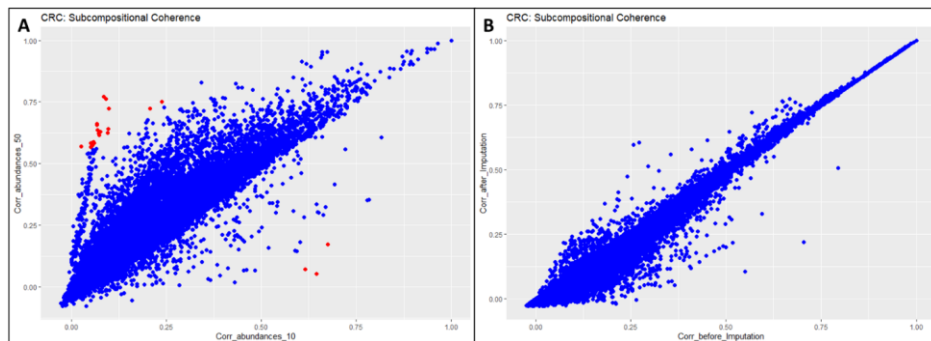 A
CRC: Subcompositional Coherence
1.00
0.75
0.50
0.25
0.00
Corr_abundances_50
0.00
0.25
0.50
0.75
1.00
Corr_abundances_10
B
CRC: Subcompositional Coherence
1.00
0.75
0.50
0.25
0.00
Corr_after_Imputation
0.00
0.25
0.50
0.75
1.00
Corr_before_Imputation